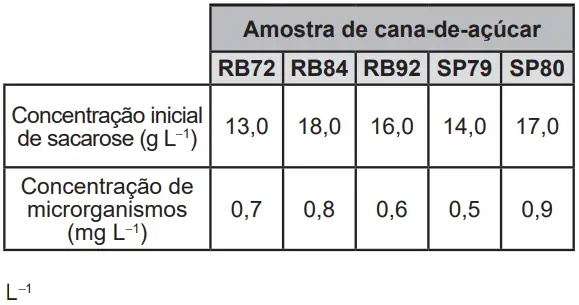 Amostra de cana-de-açúcar
RB72 RB84 RB92 SP79 SP80
Concentração inicial
de sacarose (g L⁻¹) 13,0 18,0 16,0 14,0 17,0
Concentração de
microrganismos
(mg L⁻¹) 0,7 0,8 0,6 0,5 0,9
L⁻¹